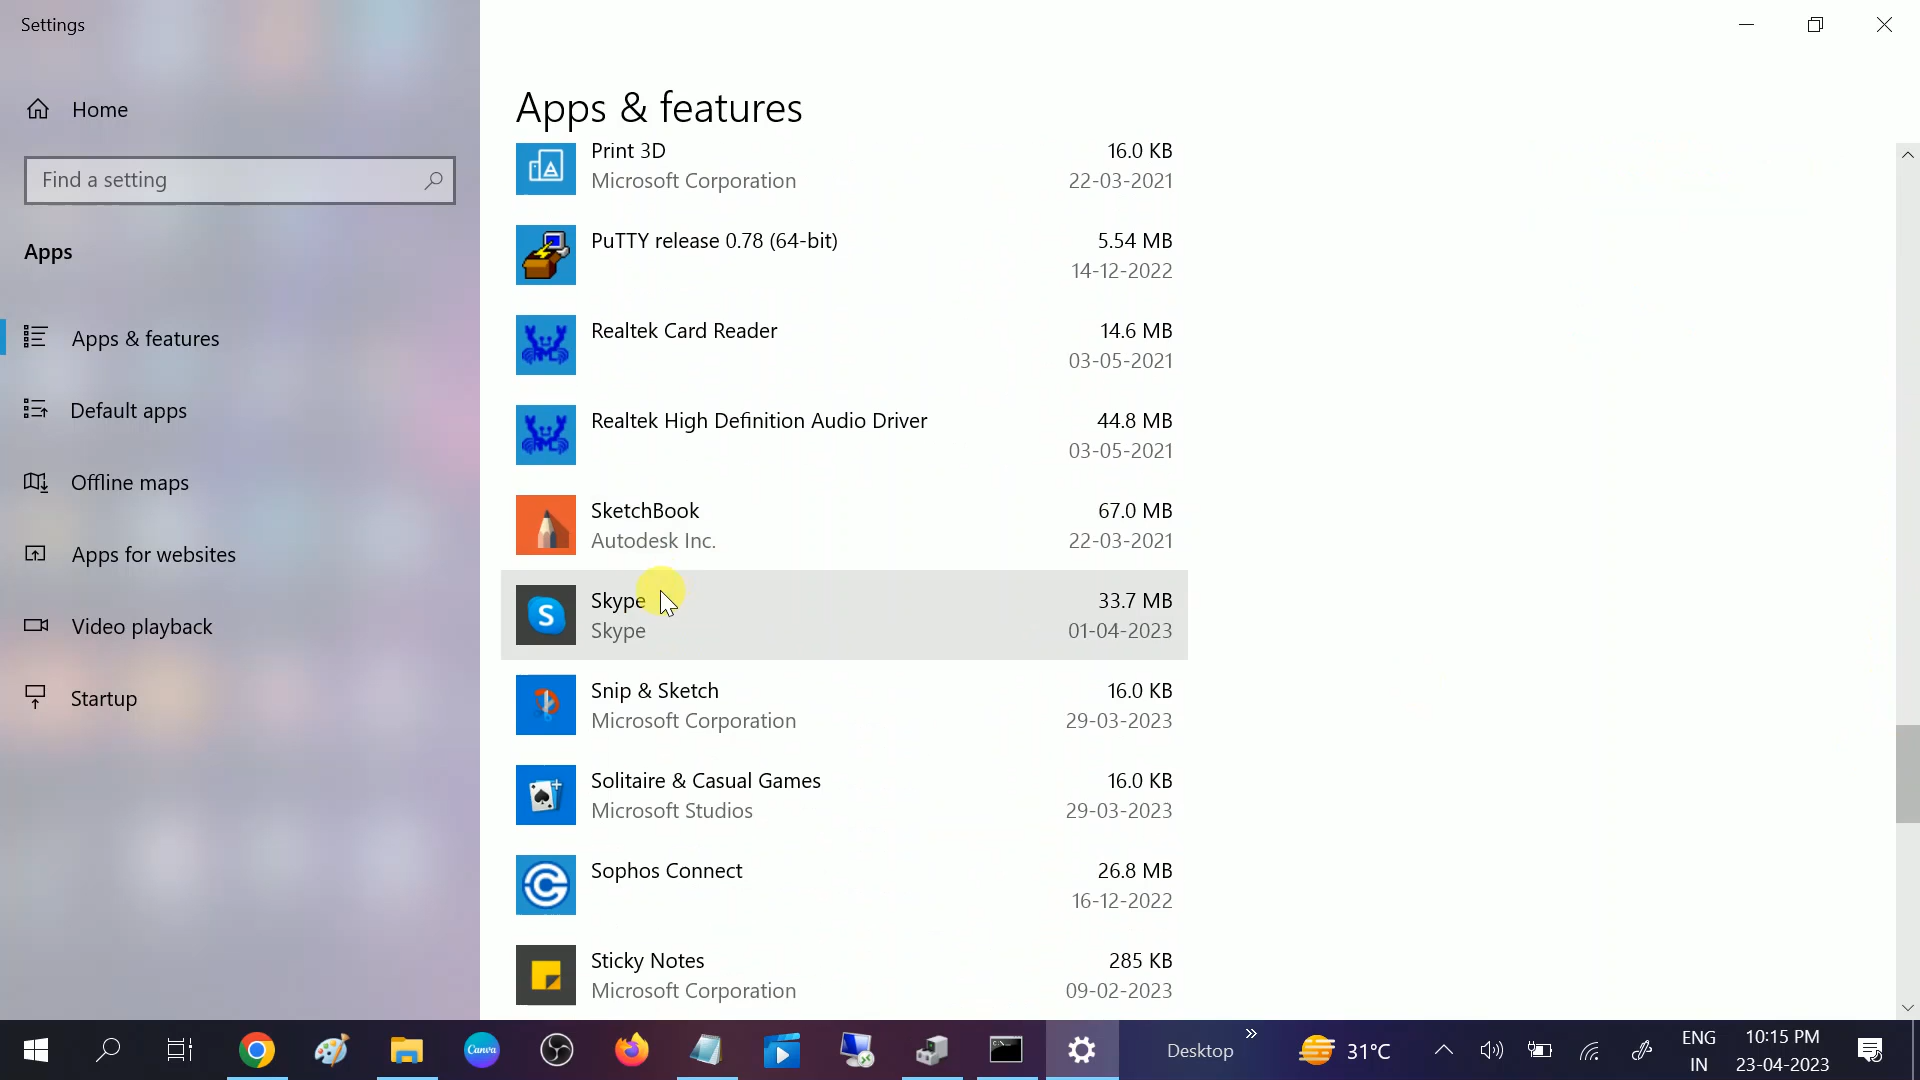 Settings
Home
Find a setting
Apps
Apps & features
Default apps
Offline maps
Apps for websites
Video playback
Startup
Apps & features
Print 3D 16.0 KB
Microsoft Corporation 22-03-2021
PuTTY release 0.78 (64-bit) 5.54 MB
14-12-2022
Realtek Card Reader 14.6 MB
03-05-2021
Realtek High Definition Audio Driver 44.8 MB
03-05-2021
SketchBook 67.0 MB
Autodesk Inc. 22-03-2021
Skype 33.7 MB
Skype 01-04-2023
Snip & Sketch 16.0 KB
Microsoft Corporation 29-03-2023
Solitaire & Casual Games 16.0 KB
Microsoft Studios 29-03-2023
Sophos Connect 26.8 MB
16-12-2022
Sticky Notes 285 KB
Microsoft Corporation 09-02-2023
Canva
Desktop
31°C
ENG
IN
10:15 PM
23-04-2023